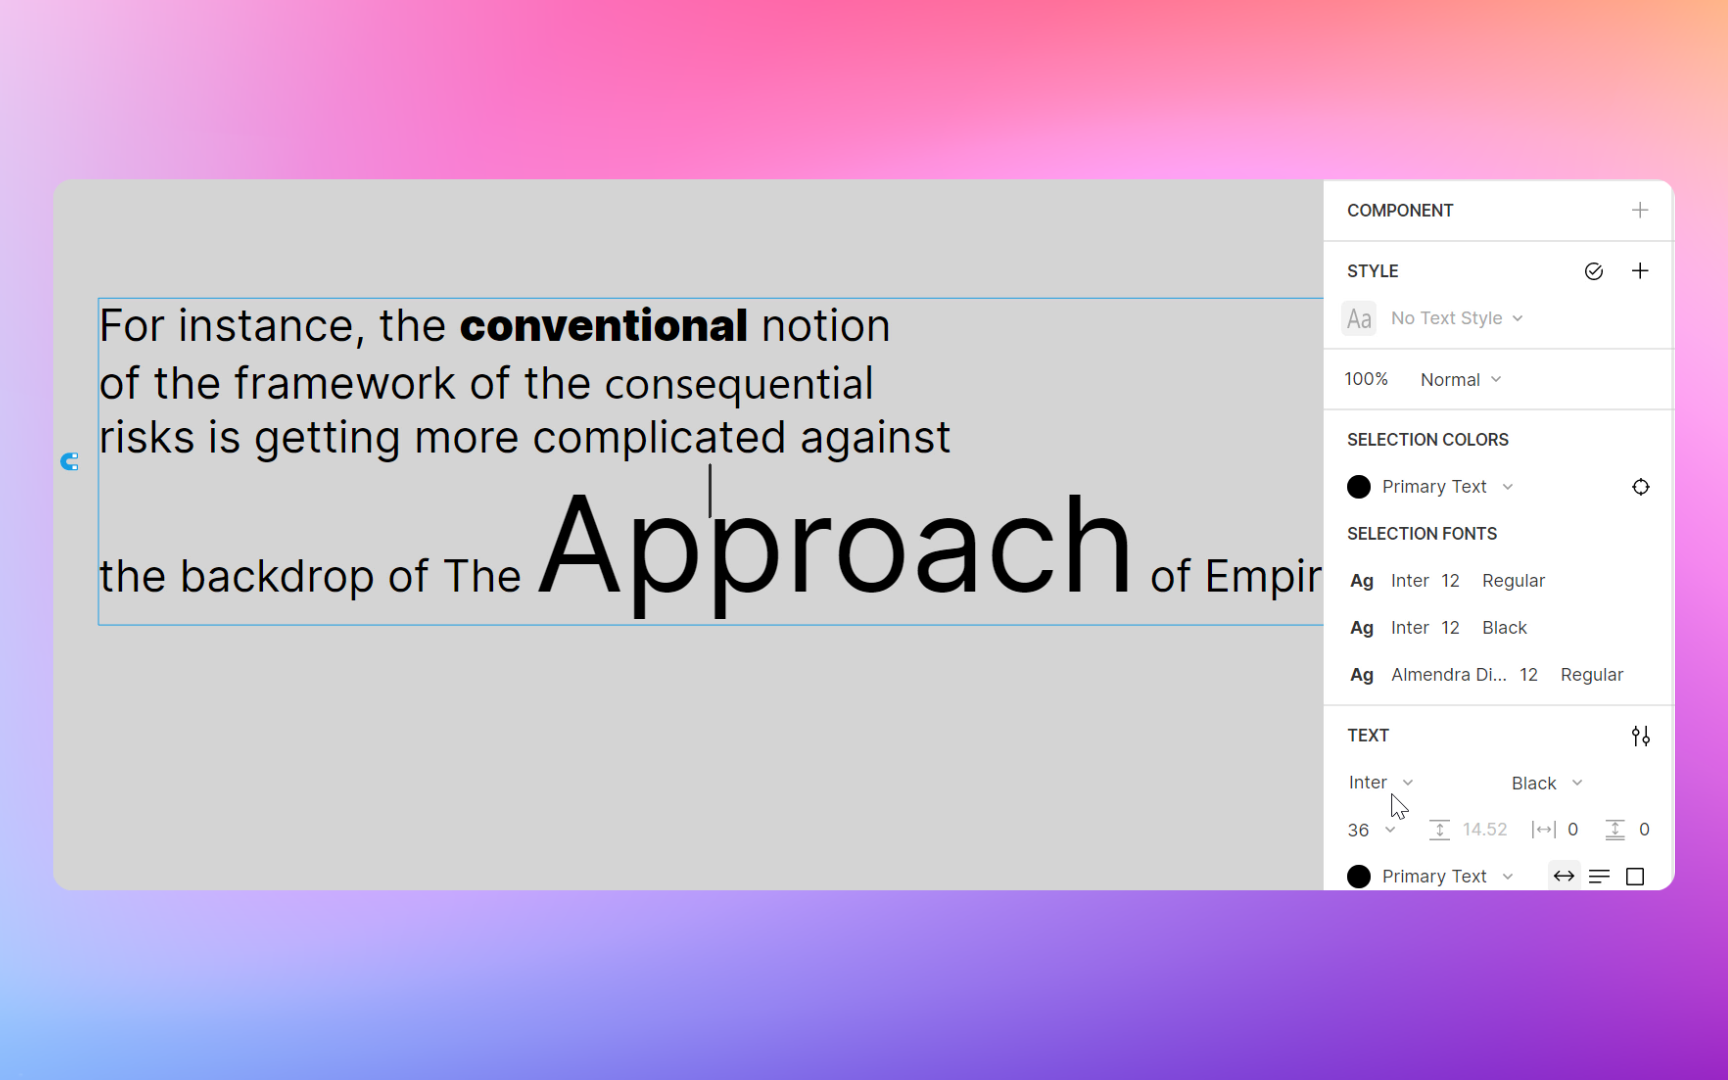 For instance, the conventional notion
of the framework of the consequential
risks is getting more complicated against
the backdrop of The Approach of Empir
COMPONENT
STYLE
Aa No Text Style
100% Normal
SELECTION COLORS
Primary Text
SELECTION FONTS
Ag Inter 12 Regular
Ag Inter 12 Black
Ag Almendra Di... 12 Regular
TEXT
Inter Black
36 14.52 0 0
Primary Text